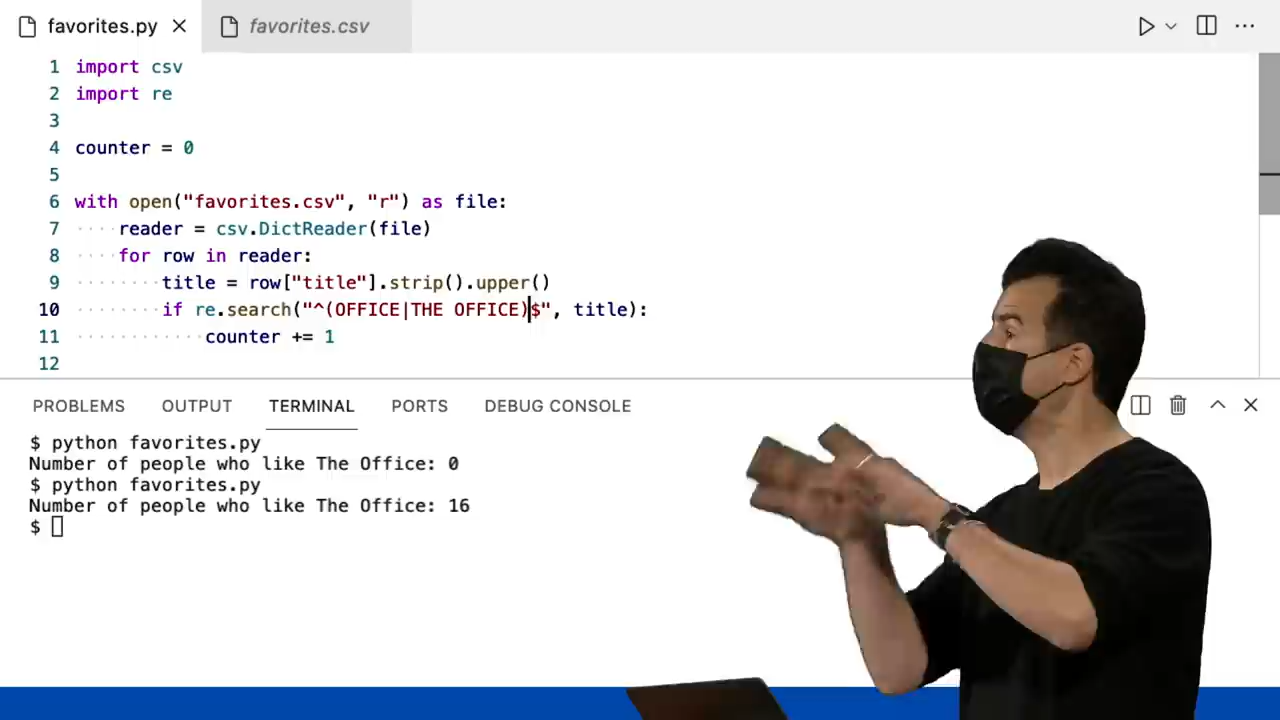 favorites.py favorites.csv
1 import csv
2 import re
3
4 counter = 0
5
6 with open("favorites.csv", "r") as file:
7 reader = csv.DictReader(file)
8 for row in reader:
9 title = row["title"].strip().upper()
10 if re.search("^(OFFICE|THE OFFICE)$", title):
11 counter += 1
12
PROBLEMS OUTPUT TERMINAL PORTS DEBUG CONSOLE
$ python favorites.py
Number of people who like The Office: 0
$ python favorites.py
Number of people who like The Office: 16
$